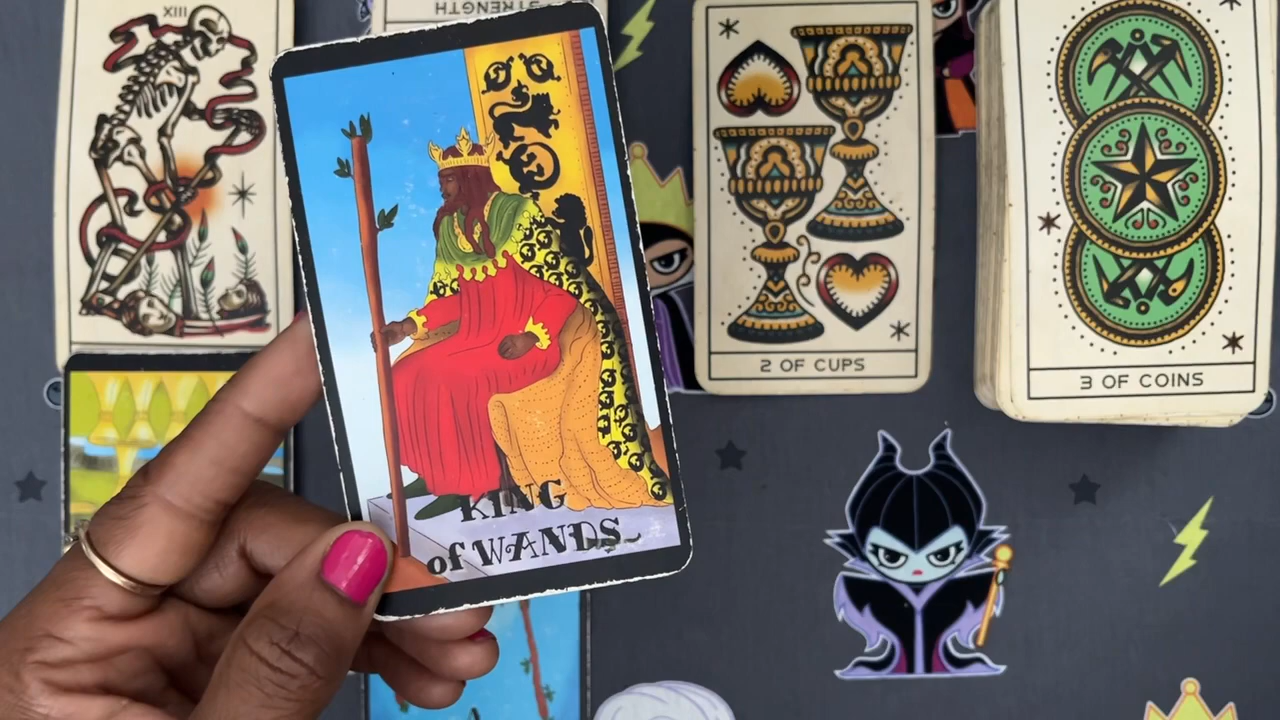 XIII
STRENGTH
KING
of WANDS
2 OF CUPS
3 OF COINS